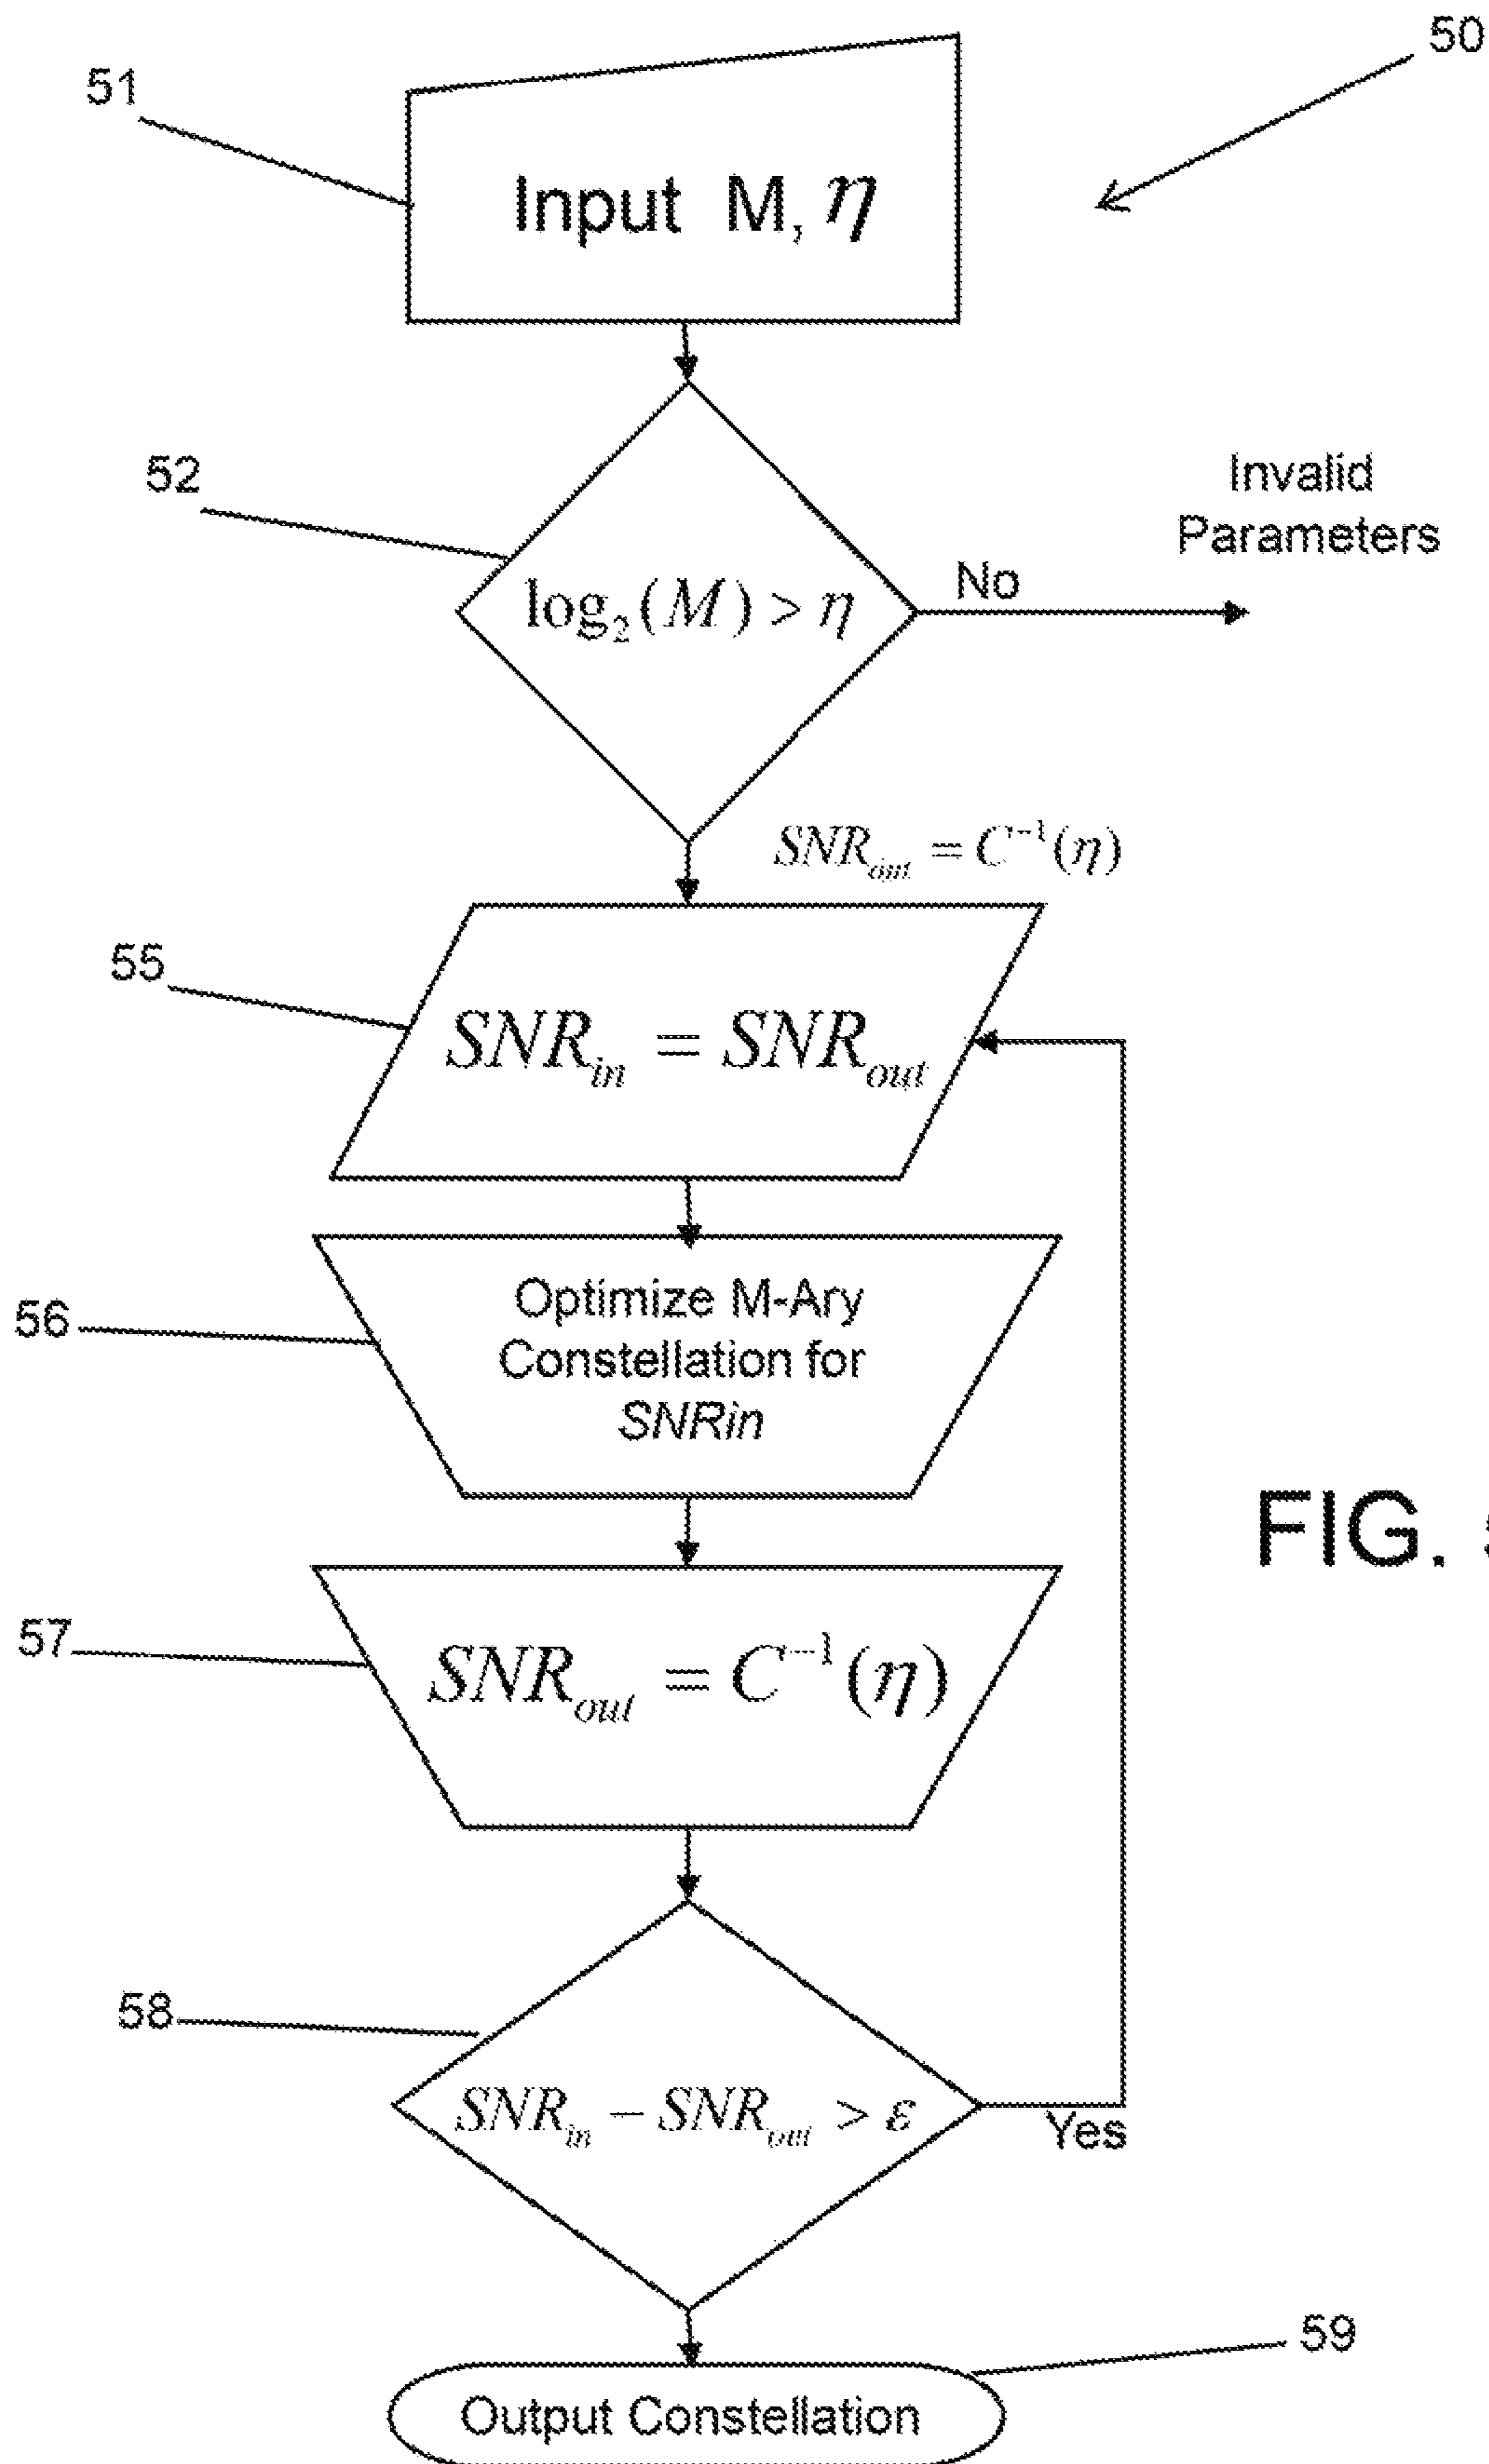 50
51
Input M, η
52
log₂(M) > η
No
Invalid
Parameters
SNR_out = C⁻¹(η)
55
SNR_in = SNR_out
56
Optimize M-Ary
Constellation for
SNRin
57
SNR_out = C⁻¹(η)
FIG.
58
SNR_in − SNR_out > ε
Yes
59
Output Constellation